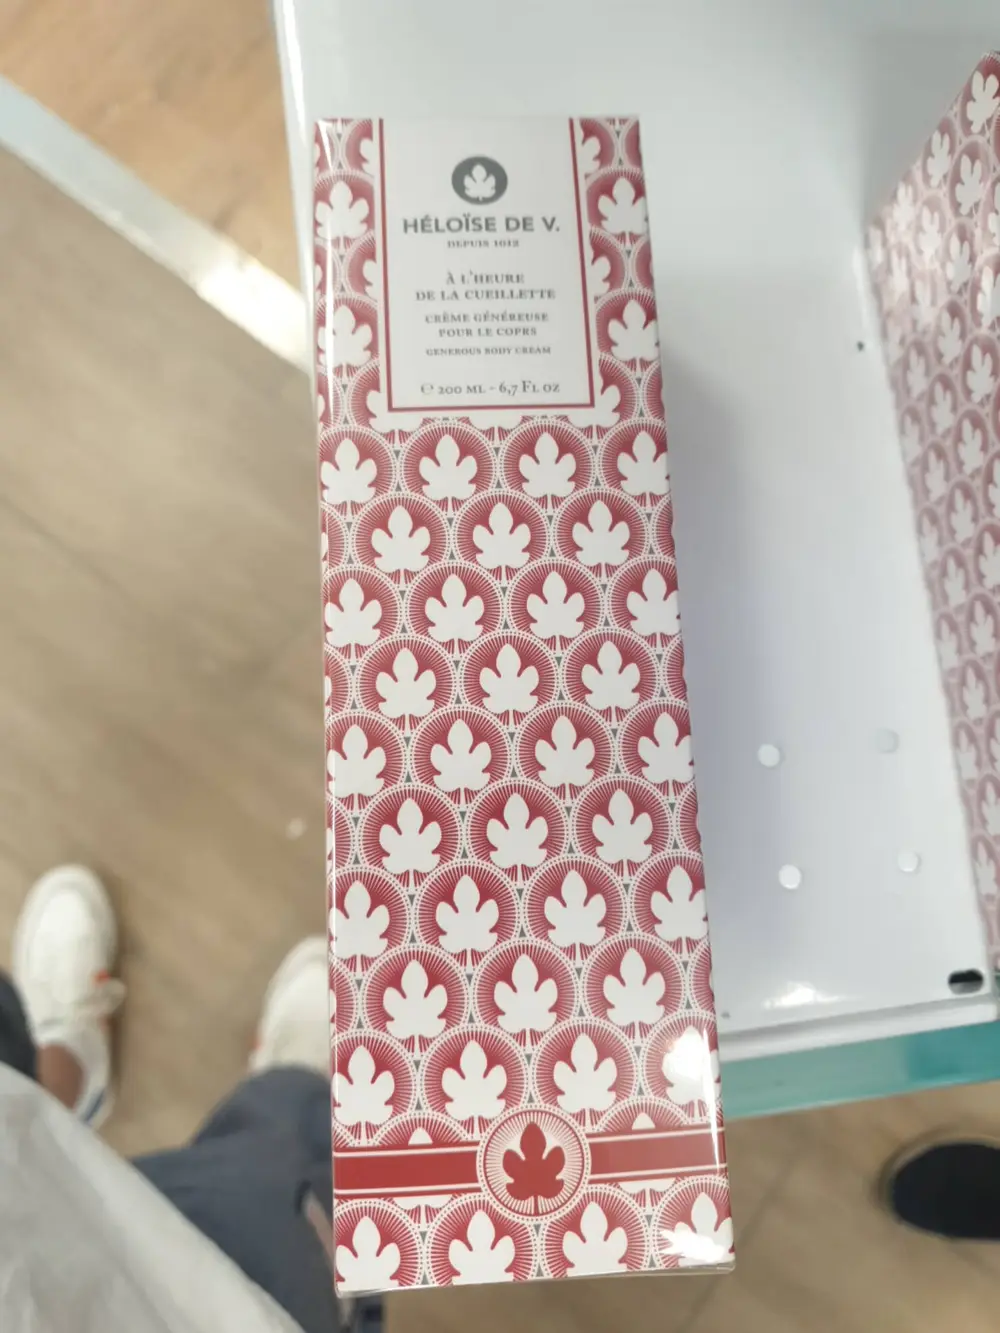 HÉLOÏSE DE V.
DEPUIS 1012
À L'HEURE
DE LA CUEILLETTE
CRÈME GÉNÉREUSE
POUR LE COPRS
GENEROUS BODY CREAM
℮ 200 ML - 6,7 FL OZ